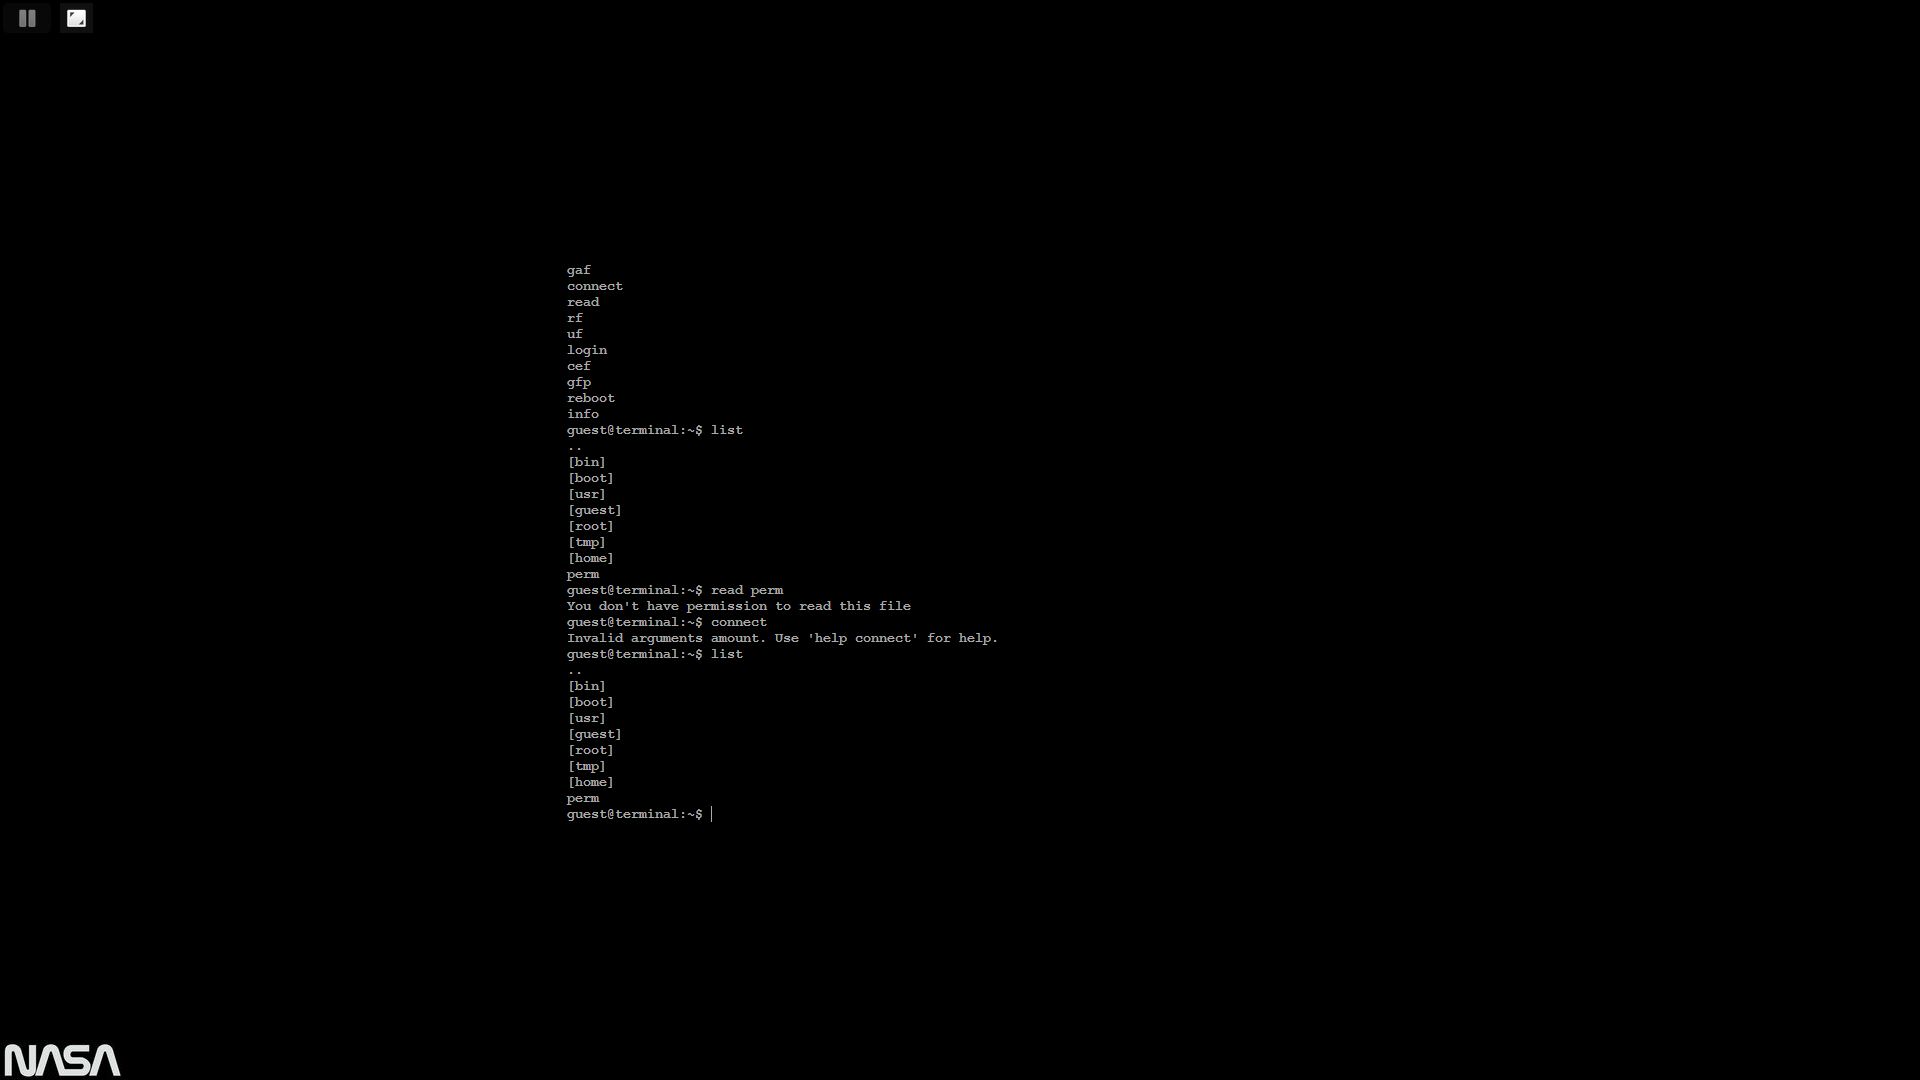 gaf
connect
read
rf
uf
login
cef
gfp
reboot
info
guest@terminal:~$ list
..
[bin]
[boot]
[usr]
[guest]
[root]
[tmp]
[home]
perm
guest@terminal:~$ read perm
You don't have permission to read this file
guest@terminal:~$ connect
Invalid arguments amount. Use 'help connect' for help.
guest@terminal:~$ list
..
[bin]
[boot]
[usr]
[guest]
[root]
[tmp]
[home]
perm
guest@terminal:~$
NASA